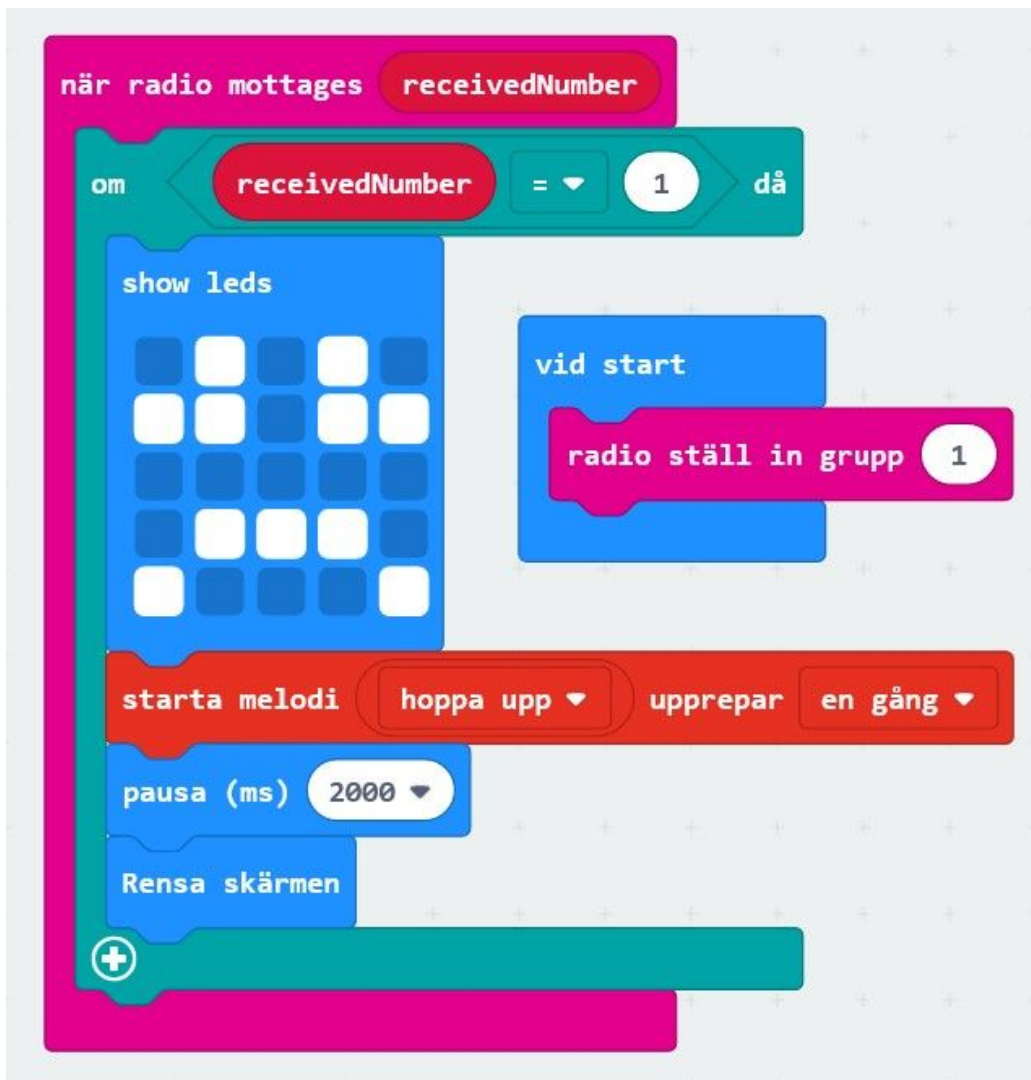 när radio mottages receivedNumber
om receivedNumber = 1 då
show leds
vid start
radio ställ in grupp 1
starta melodi hoppa upp upprepar en gång
pausa (ms) 2000
Rensa skärmen